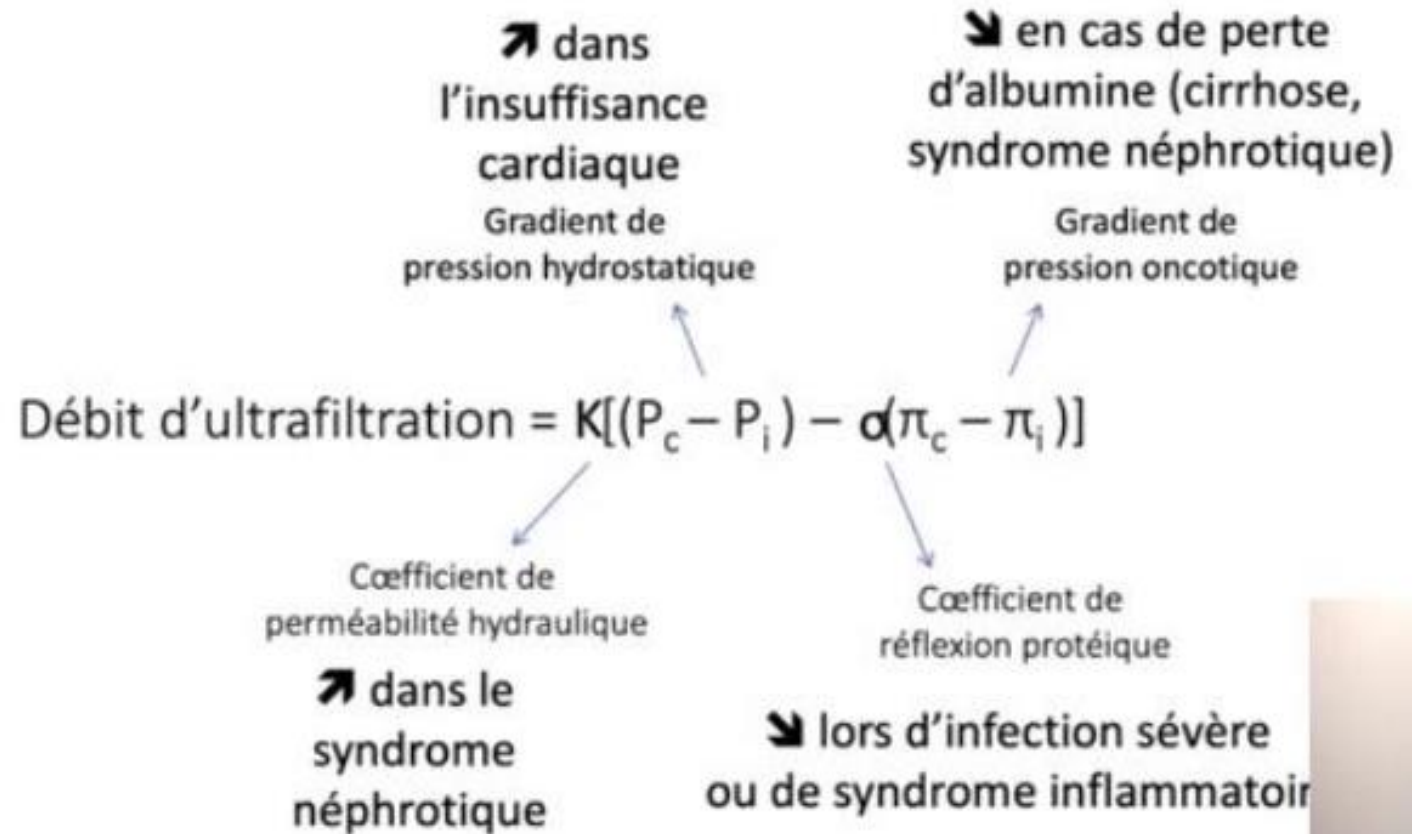 ↗ dans
l'insuffisance
cardiaque
Gradient de
pression hydrostatique
↘ en cas de perte
d'albumine (cirrhose,
syndrome néphrotique)
Gradient de
pression oncotique
Débit d'ultrafiltration = K[(Pc – Pi ) – σ(πc – πi )]
Cœfficient de
perméabilité hydraulique
↗ dans le
syndrome
néphrotique
Cœfficient de
réflexion protéique
↘ lors d'infection sévère
ou de syndrome inflammatoir